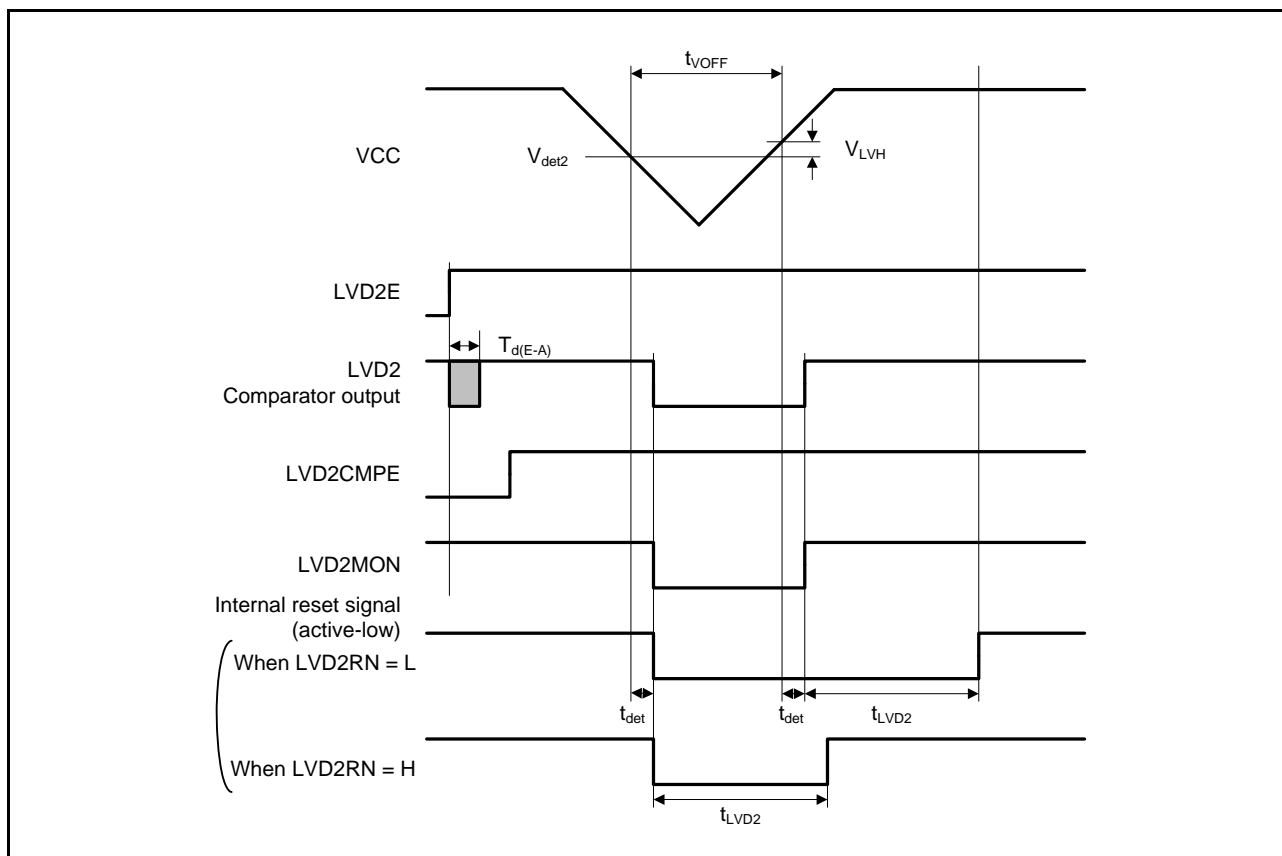 tVOFF
VCC
Vdet2
VLVH
LVD2E
Td(E-A)
LVD2
Comparator output
LVD2CMPE
LVD2MON
Internal reset signal
(active-low)
When LVD2RN = L
tdet
tdet
tLVD2
When LVD2RN = H
tLVD2